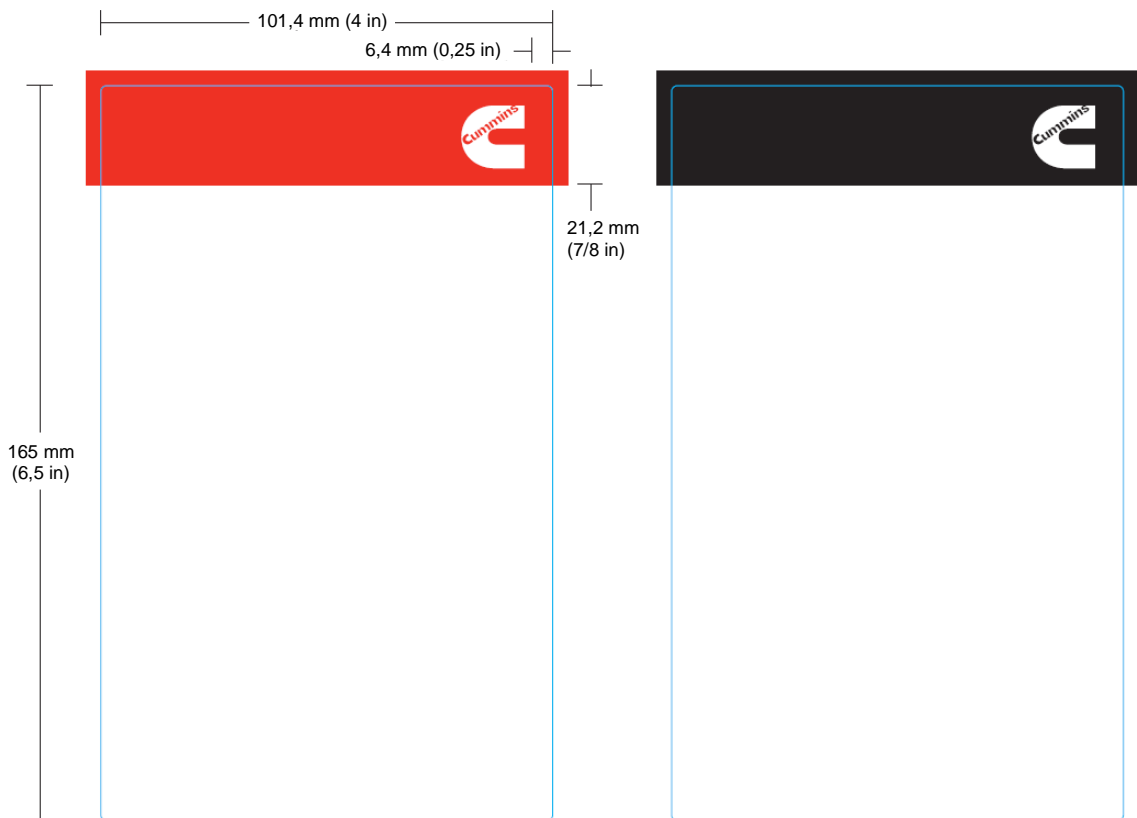 101,4 mm (4 in)
6,4 mm (0,25 in)
Cummins
Cummins
21,2 mm
(7/8 in)
165 mm
(6,5 in)